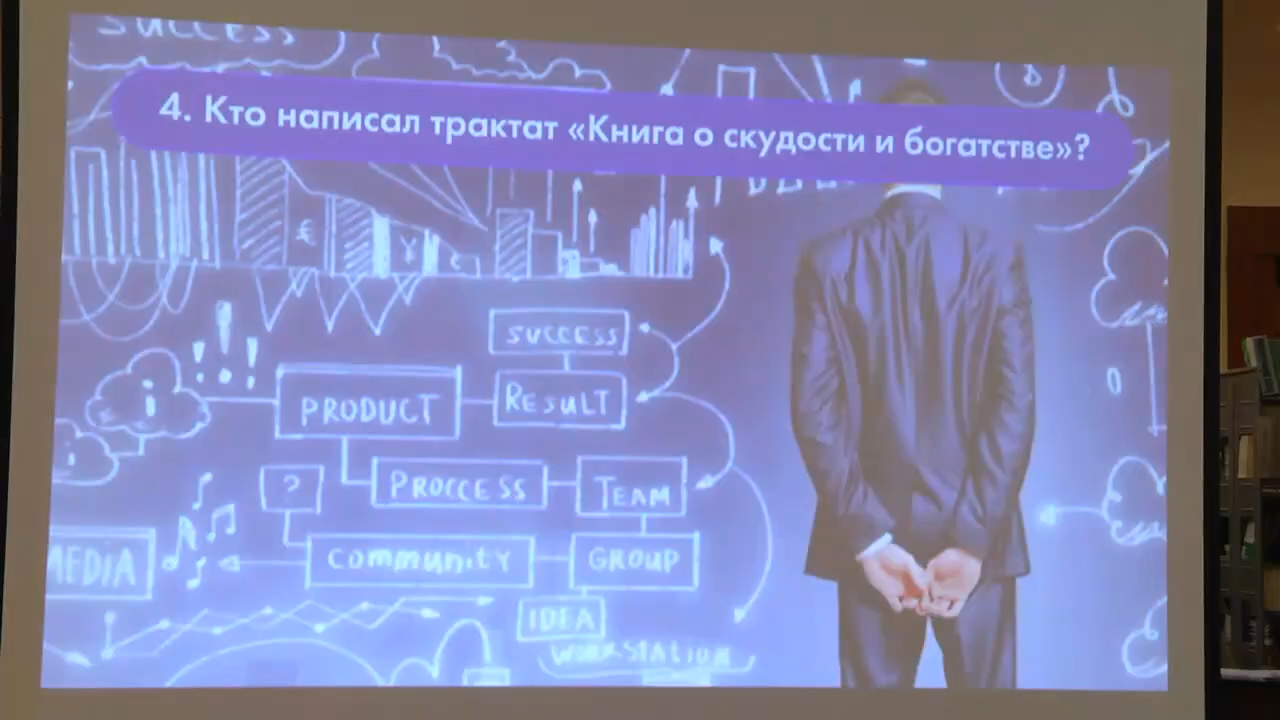 SUCCESS
4. Кто написал трактат «Книга о скудости и богатстве»?
SUCCESS
PRODUCT
RESULT
?
PROCCESS
TEAM
MEDIA
COMMUNITY
GROUP
IDEA
WORKSTATION